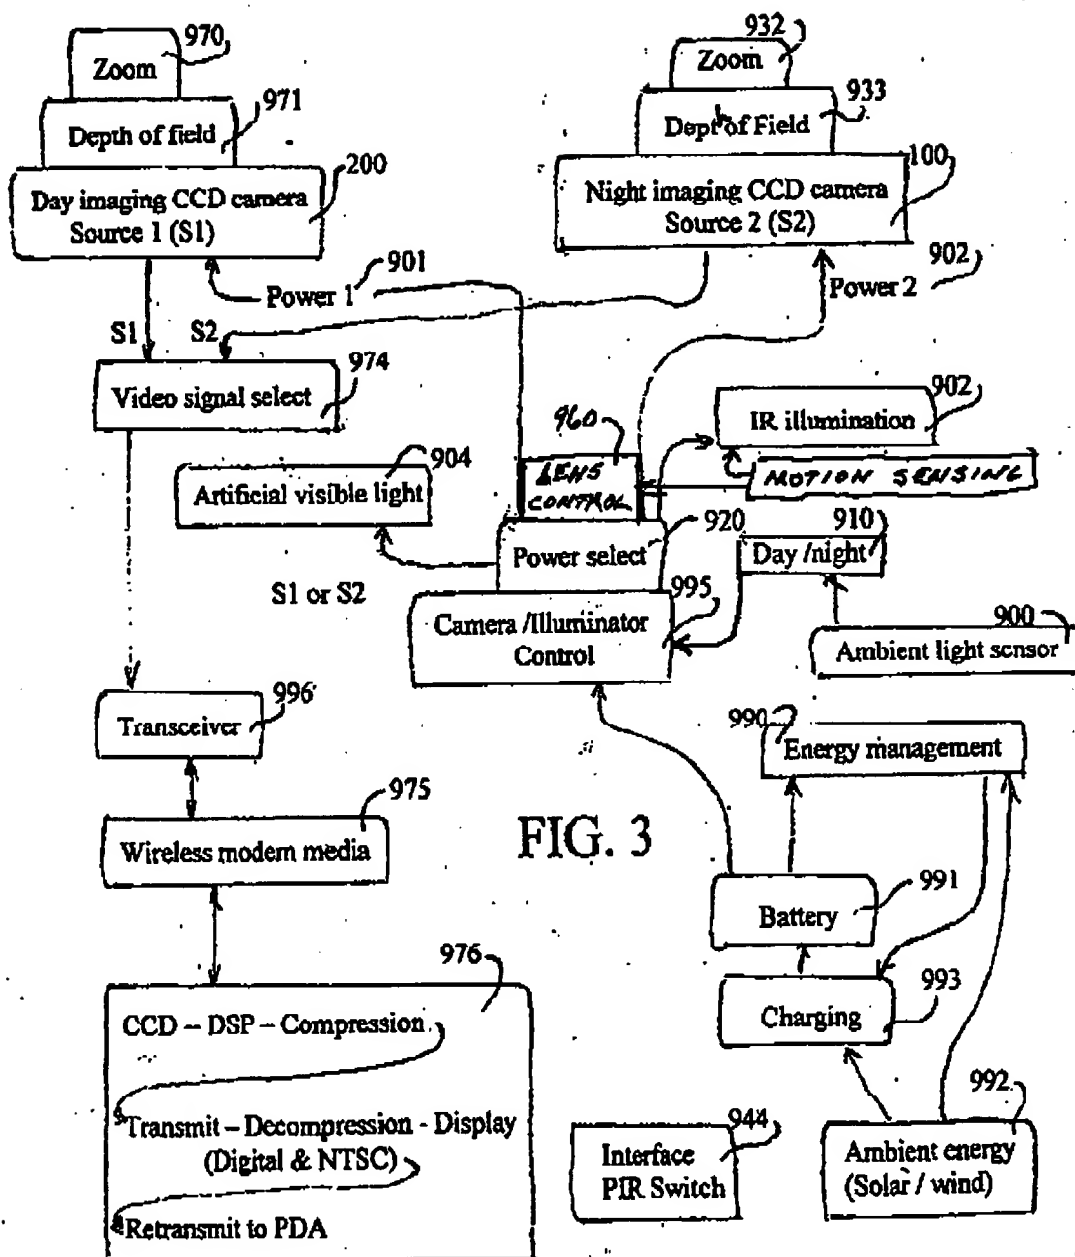 Zoom
970
Depth of field
971
Day imaging CCD camera
Source 1 (S1)
200
Zoom
932
Dept of Field
933
Night imaging CCD camera
Source 2 (S2)
100
Power 1
901
Power 2
902
S1
S2
Video signal select
974
IR illumination
902
960
LENS
CONTROL
MOTION SENSING
Artificial visible light
904
Power select
920
Day /night
910
S1 or S2
Camera /Illuminator
Control
995
Ambient light sensor
900
Transceiver
996
990
Energy management
Wireless modem media
975
FIG. 3
Battery
991
976
CCD – DSP – Compression
Charging
993
Transmit – Decompression - Display
(Digital & NTSC)
Retransmit to PDA
Interface
PIR Switch
944
Ambient energy
(Solar / wind)
992